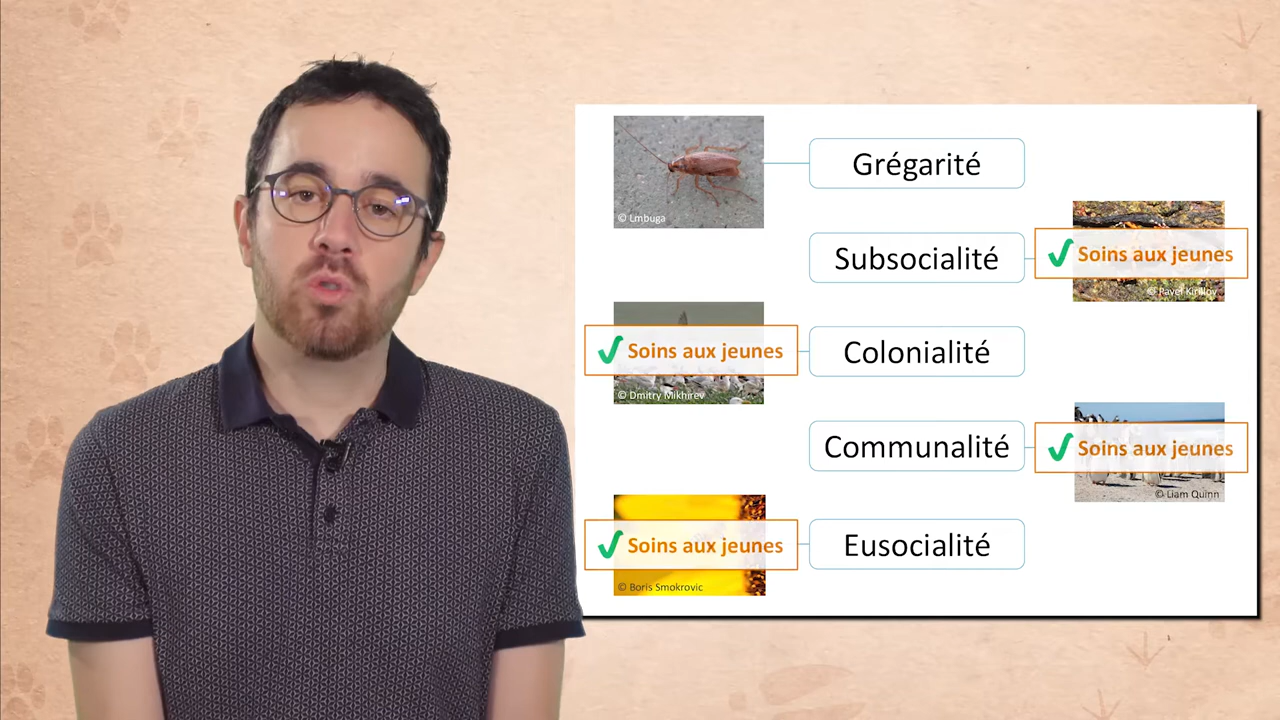 Grégarité
© Lmbuga
Subsocialité
✓ Soins aux jeunes
© Pavel Kirillov
✓ Soins aux jeunes
Colonialité
© Dmitry Mikhirev
Communalité
✓ Soins aux jeunes
© Liam Quinn
✓ Soins aux jeunes
Eusocialité
© Boris Smokrovic